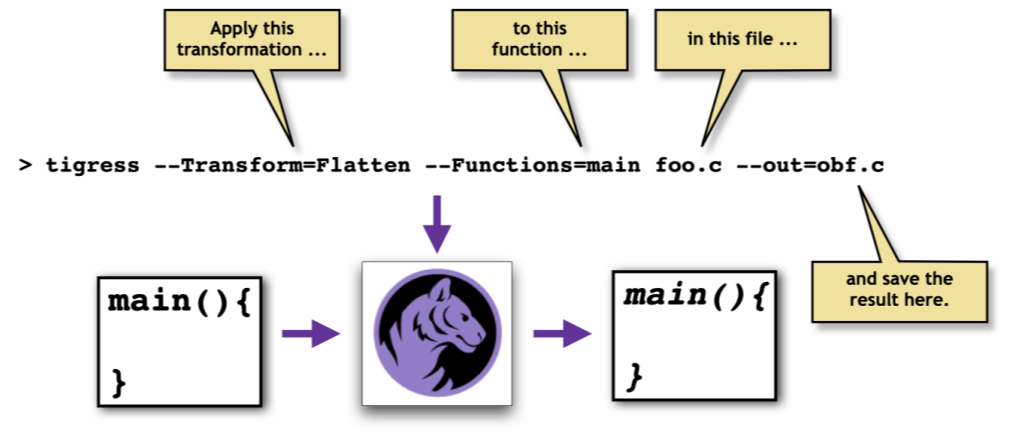 Apply this
transformation ...
to this
function ...
in this file ...
> tigress --Transform=Flatten --Functions=main foo.c --out=obf.c
and save the
result here.
main(){
}
main(){
}